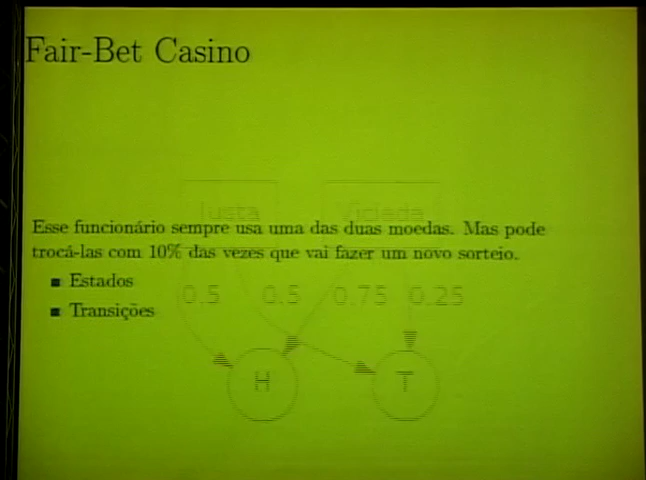 Fair-Bet Casino
Justa Viciada
Esse funcionário sempre usa uma das duas moedas. Mas pode
trocá-las com 10% das vezes que vai fazer um novo sorteio.
Estados
0.5 0.5 0.75 0.25
Transições
H T